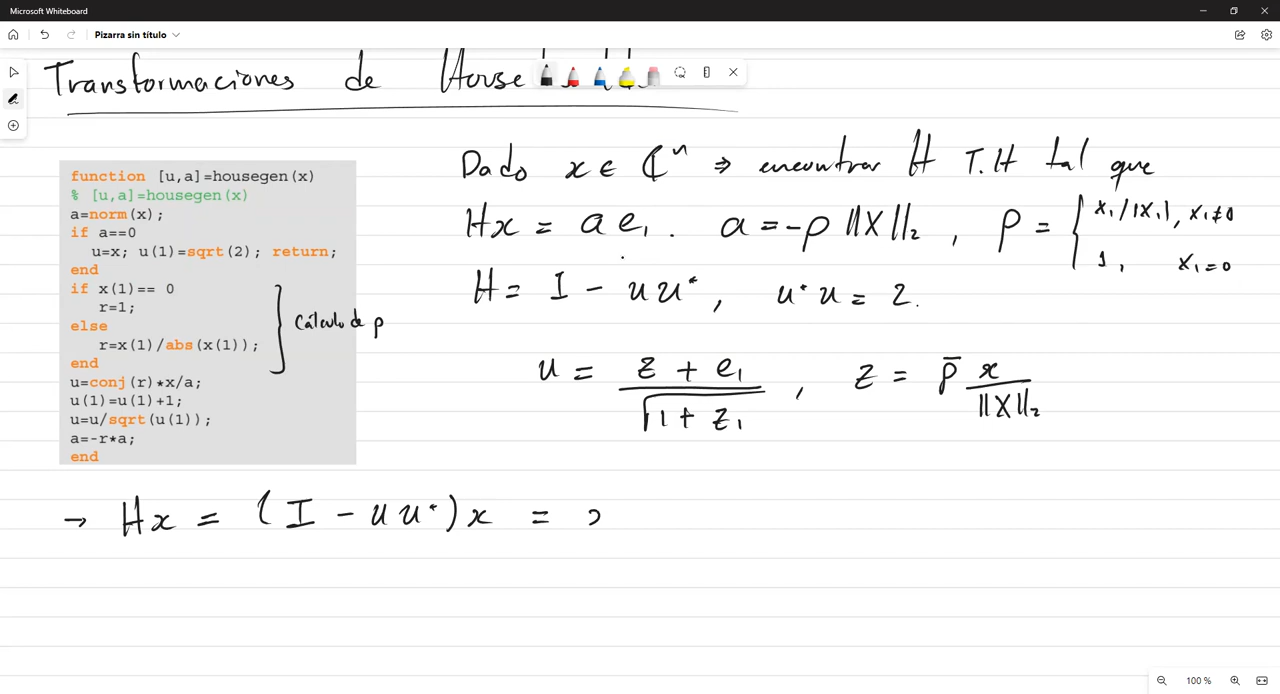 Microsoft Whiteboard
Pizarra sin título
Transformaciones de House
Dado x ∈ ℂⁿ ⇒ encontrar H T.H tal que
Hx = a e₁. a = -ρ ||X||₂, ρ = { x₁/|x₁|, x₁≠0
1, x₁=0
H = I - uu*, u*u = 2.
u = (z + e₁)/√(1 + z₁), z = ρ̄ x/||X||₂
function [u,a]=housegen(x)
% [u,a]=housegen(x)
a=norm(x);
if a==0
u=x; u(1)=sqrt(2); return;
end
if x(1)== 0
r=1;
else
r=x(1)/abs(x(1));
end
u=conj(r)*x/a;
u(1)=u(1)+1;
u=u/sqrt(u(1));
a=-r*a;
end
Cálculo de ρ
→ Hx = (I - uu*)x =
100 %